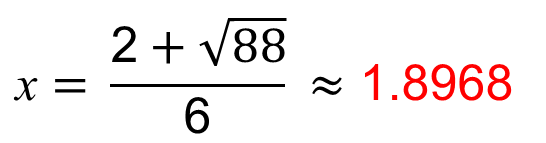 x = (2 + √88) / 6 ≈ 1.8968